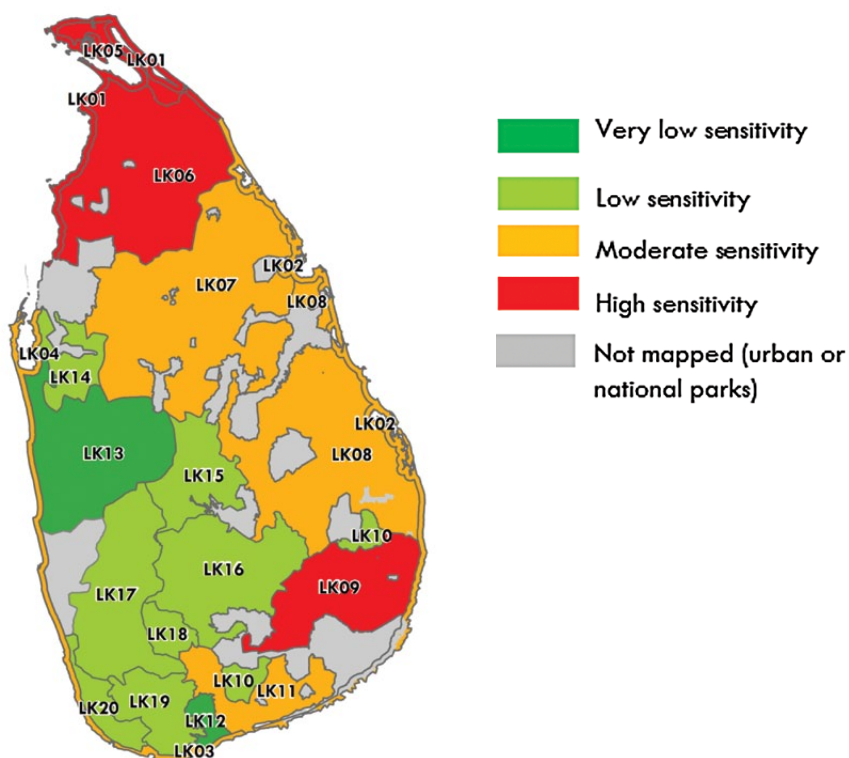 LK05
LK01
LK01
LK06
LK02
LK07
LK08
LK04
LK14
LK02
LK13
LK08
LK15
LK10
LK16
LK09
LK17
LK18
LK10
LK11
LK19
LK20
LK12
LK03
Very low sensitivity
Low sensitivity
Moderate sensitivity
High sensitivity
Not mapped (urban or
national parks)